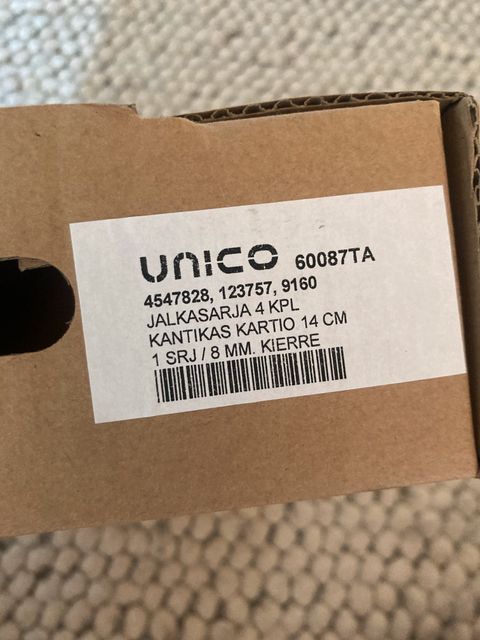 UNICO 60087TA
4547828, 123757, 9160
JALKASARJA 4 KPL
KANTIKAS KARTIO 14 CM
1 SRJ / 8 MM. KIERRE